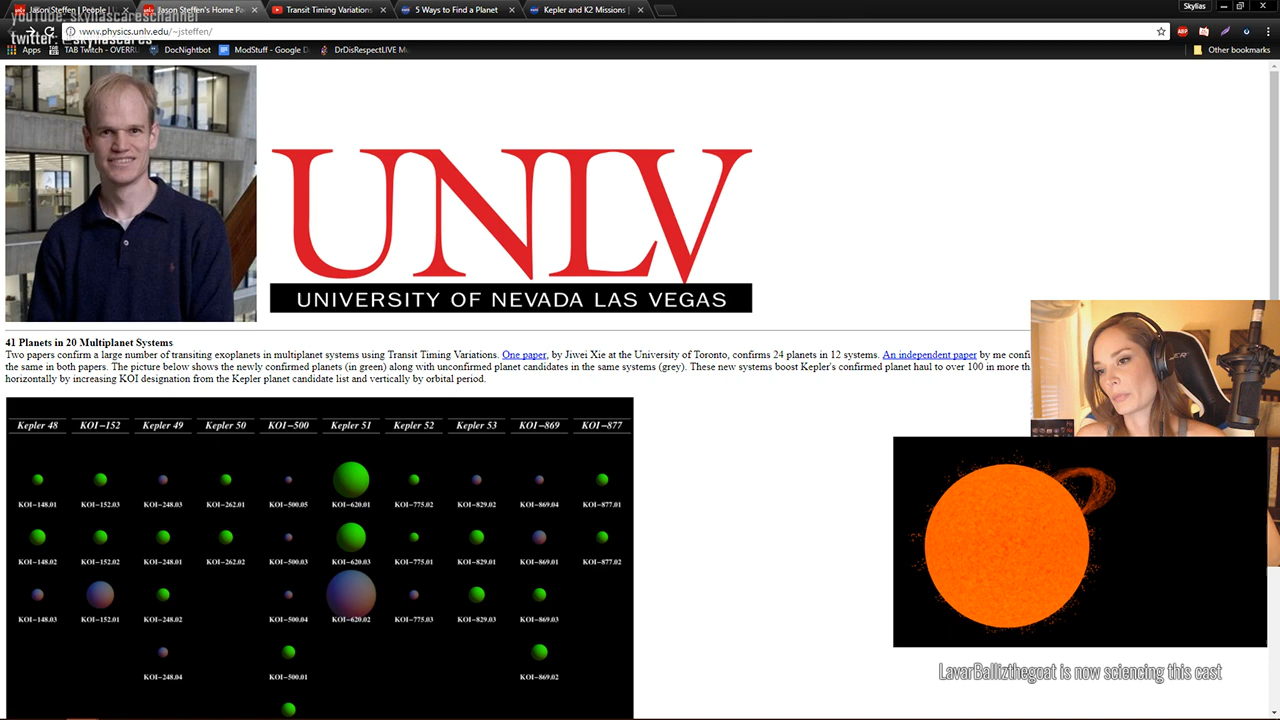 Jason Steffen | People | U
Jason Steffen's Home Pa
Transit Timing Variations
5 Ways to Find a Planet
Kepler and K2 Missions |
Skylias
youtube: skyliascareschannel
www.physics.unlv.edu/~jsteffen/
twitter: @skyliascares
Apps
TAB Twitch - OVERRU
DocNightbot
ModStuff - Google D
DrDisRespectLIVE Mu
Other bookmarks
UNLV
UNIVERSITY OF NEVADA LAS VEGAS
41 Planets in 20 Multiplanet Systems
Two papers confirm a large number of transiting exoplanets in multiplanet systems using Transit Timing Variations. One paper, by Jiwei Xie at the University of Toronto, confirms 24 planets in 12 systems. An independent paper by me confi
the same in both papers. The picture below shows the newly confirmed planets (in green) along with unconfirmed planet candidates in the same systems (grey). These new systems boost Kepler's confirmed planet haul to over 100 in more th
horizontally by increasing KOI designation from the Kepler planet candidate list and vertically by orbital period.
Kepler 48 KOI-152 Kepler 49 Kepler 50 KOI-500 Kepler 51 Kepler 52 Kepler 53 KOI-869 KOI-877
KOI-148.01 KOI-152.03 KOI-248.03 KOI-262.01 KOI-500.05 KOI-620.01 KOI-775.02 KOI-829.02 KOI-869.04 KOI-877.01
KOI-148.02 KOI-152.02 KOI-248.01 KOI-262.02 KOI-500.03 KOI-620.03 KOI-775.01 KOI-829.01 KOI-869.01 KOI-877.02
KOI-148.03 KOI-152.01 KOI-248.02 KOI-500.04 KOI-620.02 KOI-775.03 KOI-829.03 KOI-869.03
KOI-248.04 KOI-500.01 KOI-869.02
LavarBallizthegoat is now sciencing this cast